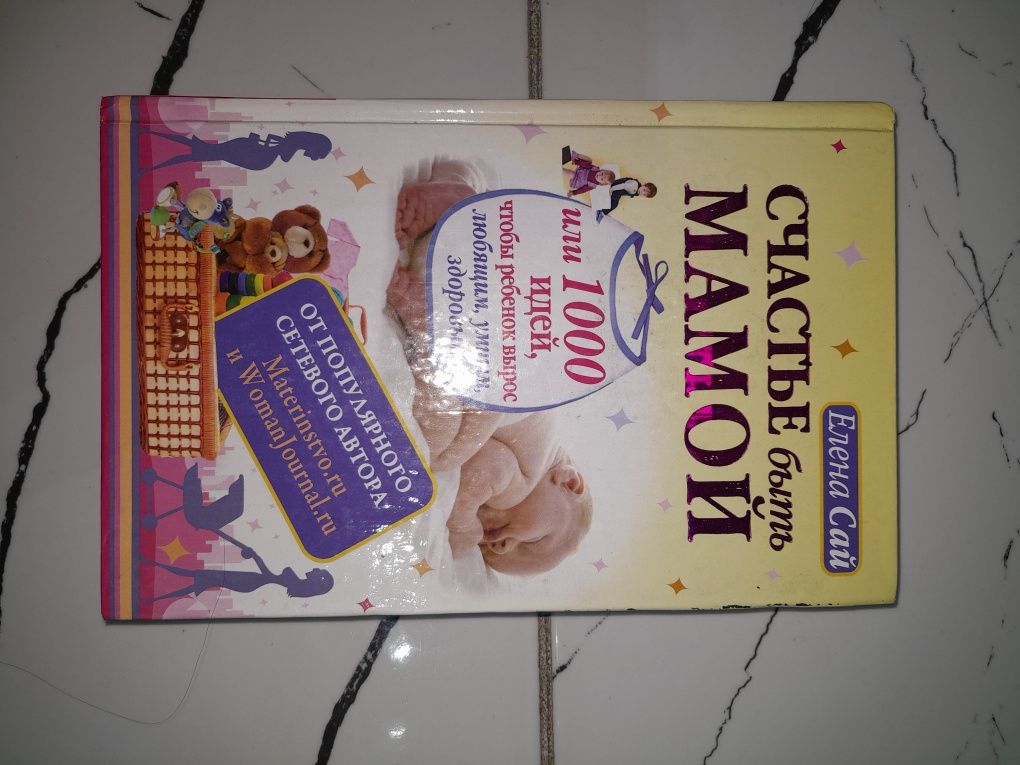 Елена Сай
СЧАСТЬЕ быть
МАМОЙ
или 1000
идей,
чтобы ребенок вырос
любящим, умным,
ОТ ПОПУЛЯРНОГО
СЕТЕВОГО АВТОРА
Materinstvo.ru
и WomanJournal.ru